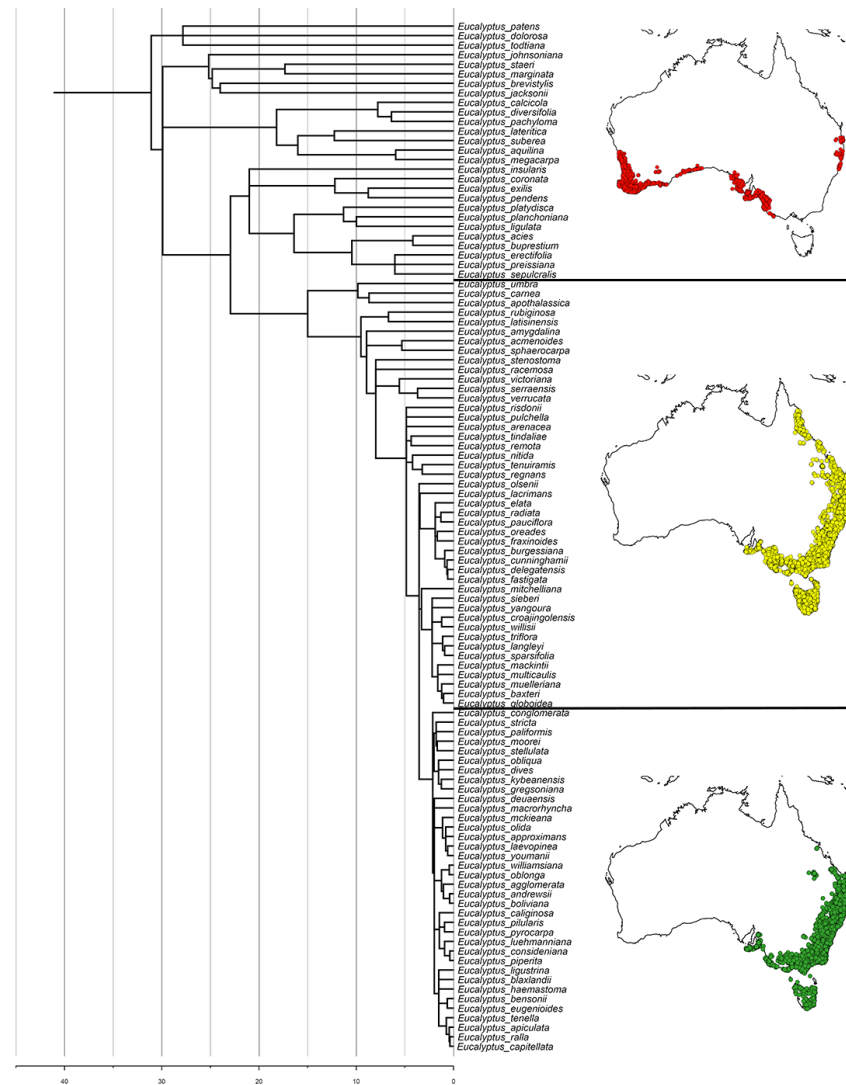 Eucalyptus_patens
Eucalyptus_dolorosa
Eucalyptus_todtiana
Eucalyptus_johnsoniana
Eucalyptus_staeri
Eucalyptus_marginata
Eucalyptus_brevistylis
Eucalyptus_jacksonii
Eucalyptus_calcicola
Eucalyptus_diversifolia
Eucalyptus_pachyloma
Eucalyptus_lateritica
Eucalyptus_suberea
Eucalyptus_aquilina
Eucalyptus_megacarpa
Eucalyptus_insularis
Eucalyptus_coronata
Eucalyptus_exilis
Eucalyptus_pendens
Eucalyptus_platydisca
Eucalyptus_planchoniana
Eucalyptus_ligulata
Eucalyptus_acies
Eucalyptus_buprestium
Eucalyptus_erectifolia
Eucalyptus_preissiana
Eucalyptus_sepulcralis
Eucalyptus_umbra
Eucalyptus_carnea
Eucalyptus_apothalassica
Eucalyptus_rubiginosa
Eucalyptus_latisinensis
Eucalyptus_amygdalina
Eucalyptus_acmenoides
Eucalyptus_sphaerocarpa
Eucalyptus_stenostoma
Eucalyptus_racemosa
Eucalyptus_victoriana
Eucalyptus_serraensis
Eucalyptus_verrucata
Eucalyptus_risdonii
Eucalyptus_pulchella
Eucalyptus_arenacea
Eucalyptus_tindaliae
Eucalyptus_remota
Eucalyptus_nitida
Eucalyptus_tenuiramis
Eucalyptus_regnans
Eucalyptus_olsenii
Eucalyptus_lacrimans
Eucalyptus_elata
Eucalyptus_radiata
Eucalyptus_pauciflora
Eucalyptus_oreades
Eucalyptus_fraxinoides
Eucalyptus_burgessiana
Eucalyptus_cunninghamii
Eucalyptus_delegatensis
Eucalyptus_fastigata
Eucalyptus_mitchelliana
Eucalyptus_sieberi
Eucalyptus_yangoura
Eucalyptus_croajingolensis
Eucalyptus_willisii
Eucalyptus_triflora
Eucalyptus_langleyi
Eucalyptus_sparsifolia
Eucalyptus_mackintii
Eucalyptus_multicaulis
Eucalyptus_muelleriana
Eucalyptus_baxteri
Eucalyptus_globoidea
Eucalyptus_conglomerata
Eucalyptus_stricta
Eucalyptus_paliformis
Eucalyptus_moorei
Eucalyptus_stellulata
Eucalyptus_obliqua
Eucalyptus_dives
Eucalyptus_kybeanensis
Eucalyptus_gregsoniana
Eucalyptus_deuaensis
Eucalyptus_macrorhyncha
Eucalyptus_mckieana
Eucalyptus_olida
Eucalyptus_approximans
Eucalyptus_laevopinea
Eucalyptus_youmanii
Eucalyptus_williamsiana
Eucalyptus_oblonga
Eucalyptus_agglomerata
Eucalyptus_andrewsii
Eucalyptus_boliviana
Eucalyptus_caliginosa
Eucalyptus_pilularis
Eucalyptus_pyrocarpa
Eucalyptus_luehmanniana
Eucalyptus_consideniana
Eucalyptus_piperita
Eucalyptus_ligustrina
Eucalyptus_blaxlandii
Eucalyptus_haemastoma
Eucalyptus_bensonii
Eucalyptus_eugenioides
Eucalyptus_tenella
Eucalyptus_apiculata
Eucalyptus_ralla
Eucalyptus_capitellata
40 30 20 10 0